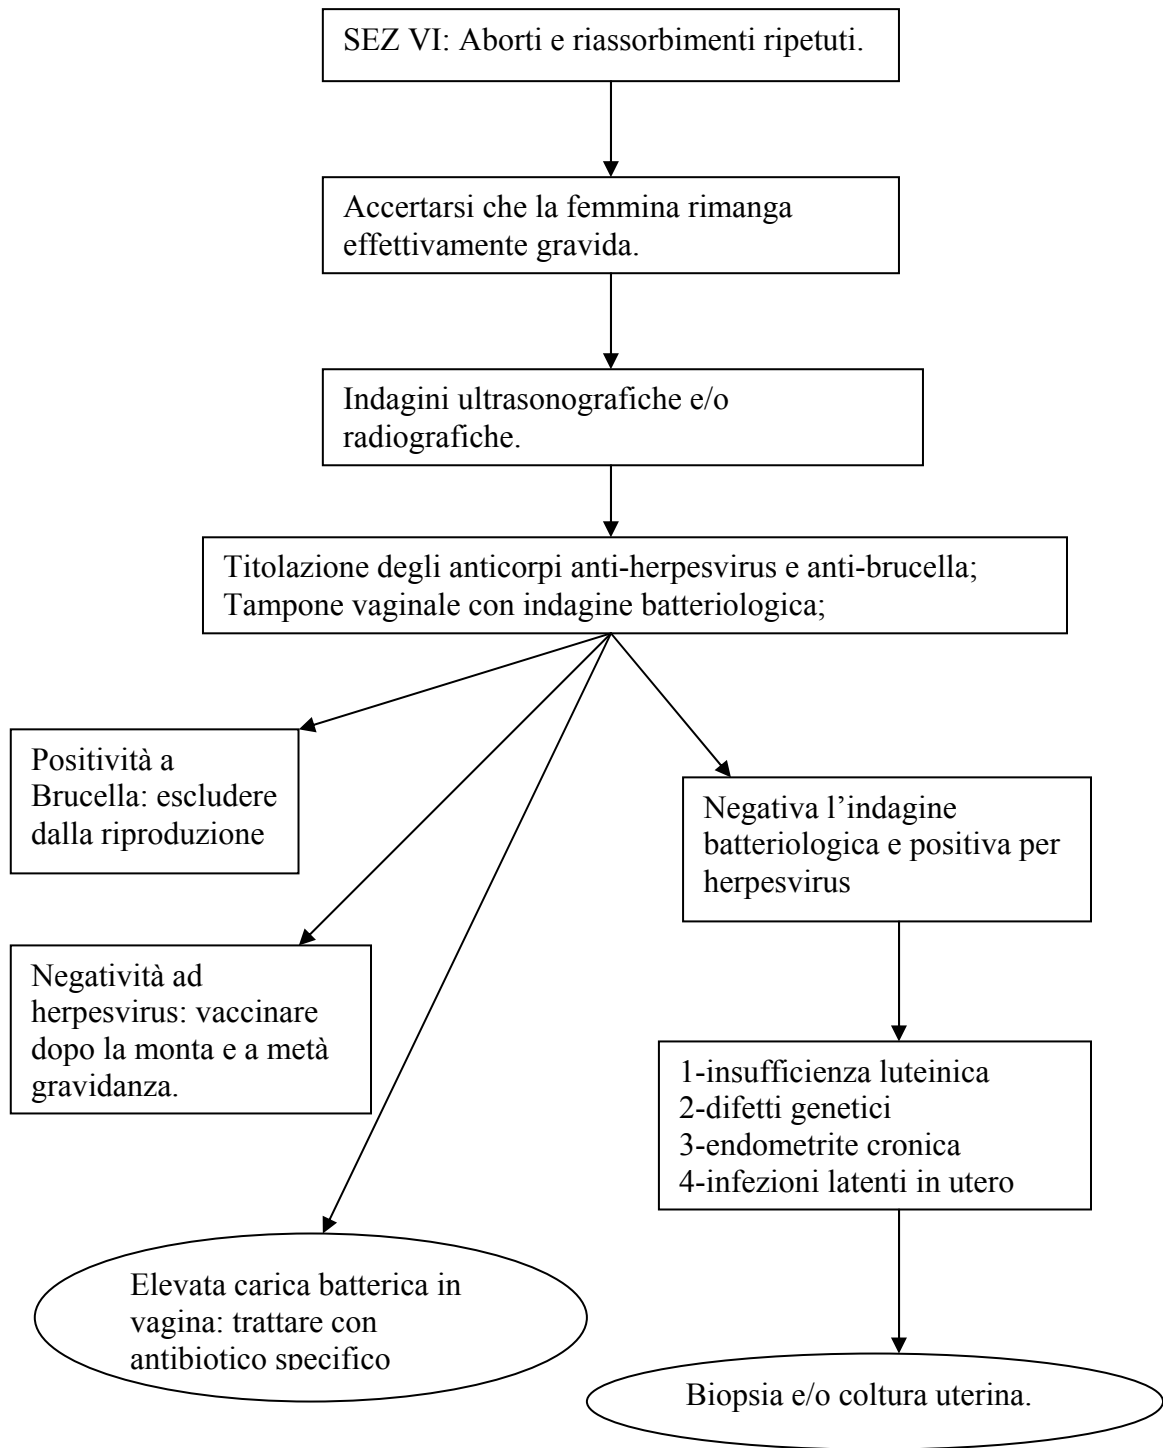 SEZ VI: Aborti e riassorbimenti ripetuti.
Accertarsi che la femmina rimanga
effettivamente gravida.
Indagini ultrasonografiche e/o
radiografiche.
Titolazione degli anticorpi anti-herpesvirus e anti-brucella;
Tampone vaginale con indagine batteriologica;
Positività a
Brucella: escludere
dalla riproduzione
Negativa l’indagine
batteriologica e positiva per
herpesvirus
Negatività ad
herpesvirus: vaccinare
dopo la monta e a metà
gravidanza.
1-insufficienza luteinica
2-difetti genetici
3-endometrite cronica
4-infezioni latenti in utero
Elevata carica batterica in
vagina: trattare con
antibiotico specifico
Biopsia e/o coltura uterina.